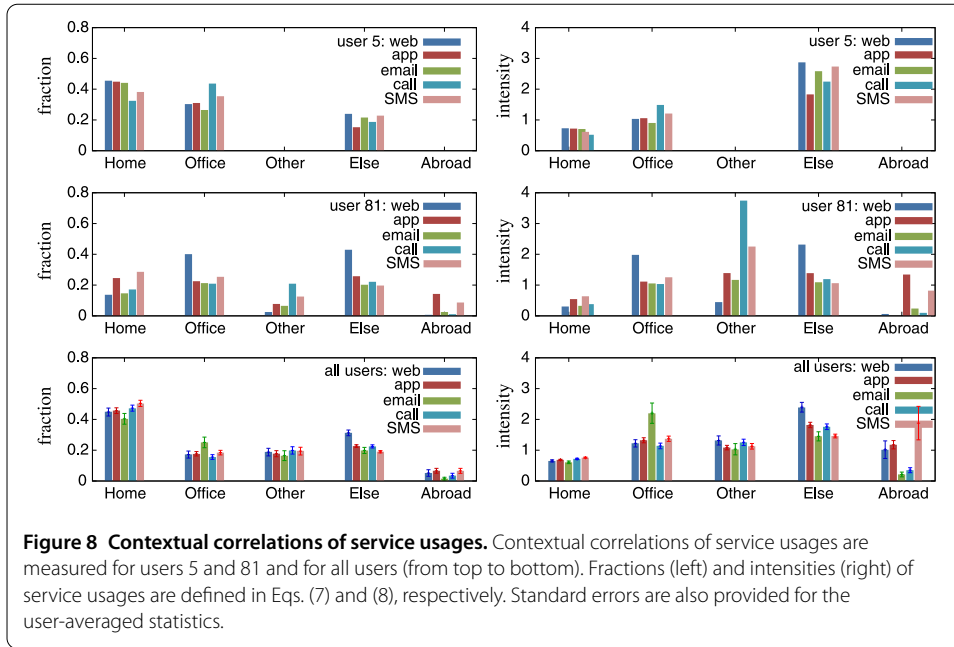 0.8
0.6
0.4
0.2
0
fraction
user 5: web
app
email
call
SMS
Home Office Other Else Abroad
4
3
2
1
0
intensity
user 5: web
app
email
call
SMS
Home Office Other Else Abroad
0.8
0.6
0.4
0.2
0
fraction
user 81: web
app
email
call
SMS
Home Office Other Else Abroad
4
3
2
1
0
intensity
user 81: web
app
email
call
SMS
Home Office Other Else Abroad
0.8
0.6
0.4
0.2
0
fraction
all users: web
app
email
call
SMS
Home Office Other Else Abroad
4
3
2
1
0
intensity
all users: web
app
email
call
SMS
Home Office Other Else Abroad
Figure 8 Contextual correlations of service usages. Contextual correlations of service usages are
measured for users 5 and 81 and for all users (from top to bottom). Fractions (left) and intensities (right) of
service usages are defined in Eqs. (7) and (8), respectively. Standard errors are also provided for the
user-averaged statistics.